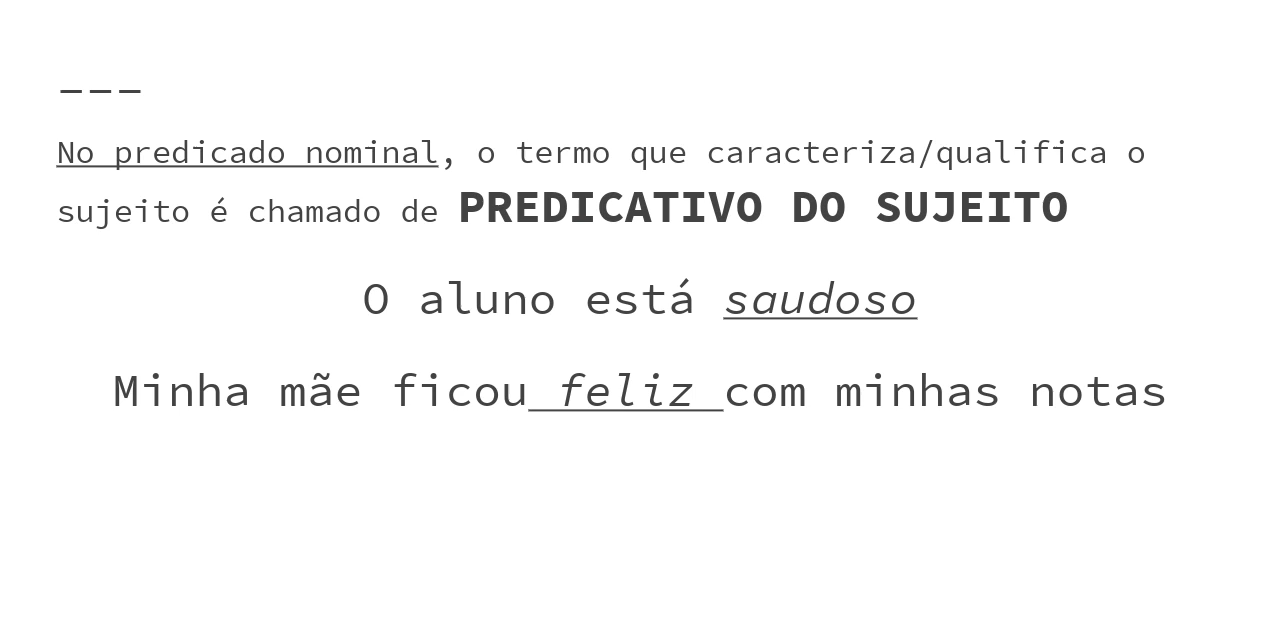 ---
No predicado nominal, o termo que caracteriza/qualifica o
sujeito é chamado de PREDICATIVO DO SUJEITO
O aluno está saudoso
Minha mãe ficou feliz com minhas notas